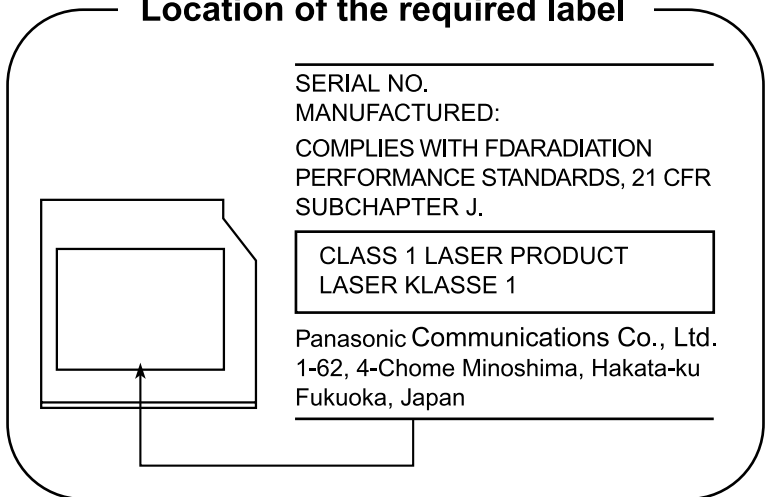 Location of the required label
SERIAL NO.
MANUFACTURED:
COMPLIES WITH FDARADIATION
PERFORMANCE STANDARDS, 21 CFR
SUBCHAPTER J.
CLASS 1 LASER PRODUCT
LASER KLASSE 1
Panasonic Communications Co., Ltd.
1-62, 4-Chome Minoshima, Hakata-ku
Fukuoka, Japan